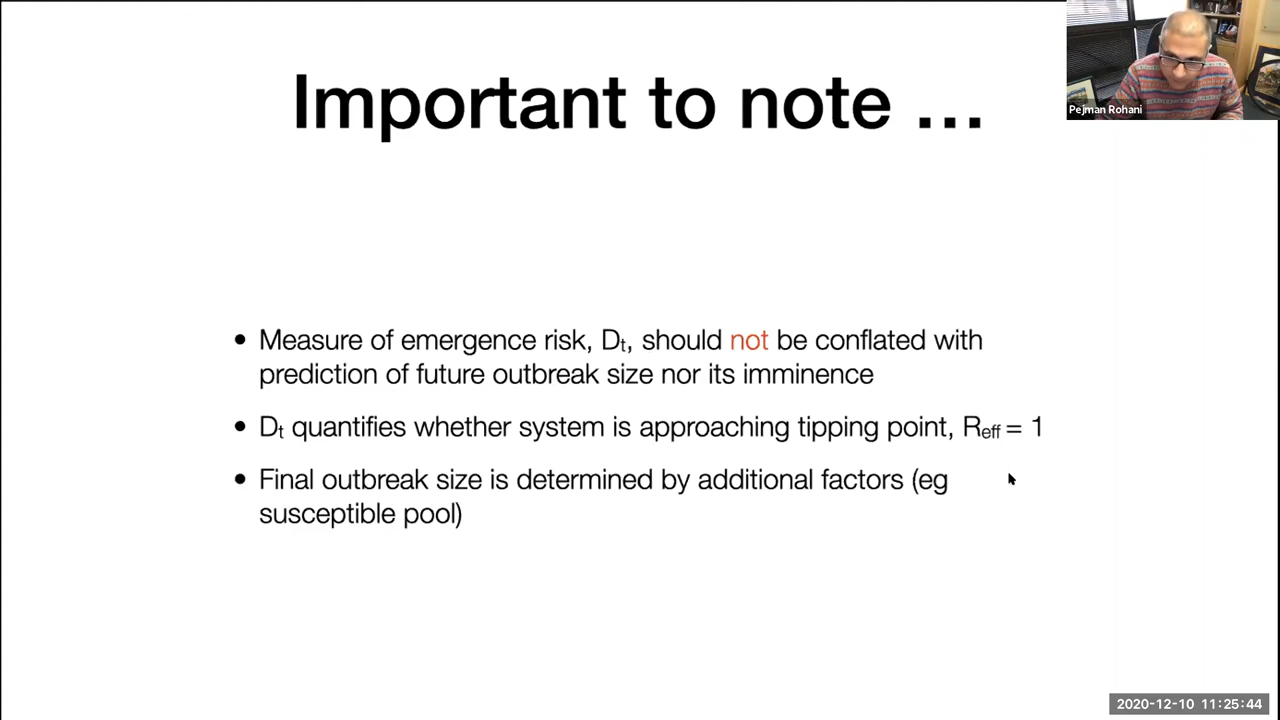 Important to note ...
Pejman Rohani
• Measure of emergence risk, Dt, should not be conflated with
prediction of future outbreak size nor its imminence
• Dt quantifies whether system is approaching tipping point, Reff = 1
• Final outbreak size is determined by additional factors (eg
susceptible pool)
2020-12-10 11:25:44